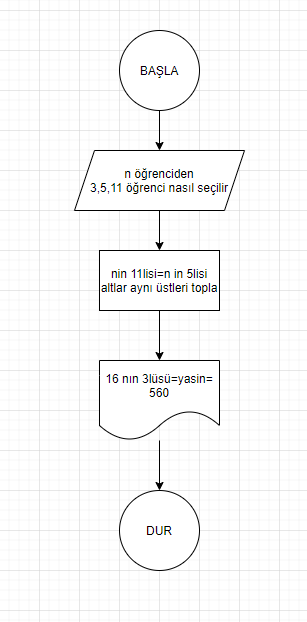 BAŞLA
n öğrenciden
3,5,11 öğrenci nasıl seçilir
nin 11lisi=n in 5lisi
altlar aynı üstleri topla
16 nın 3lüsü=yasin=
560
DUR